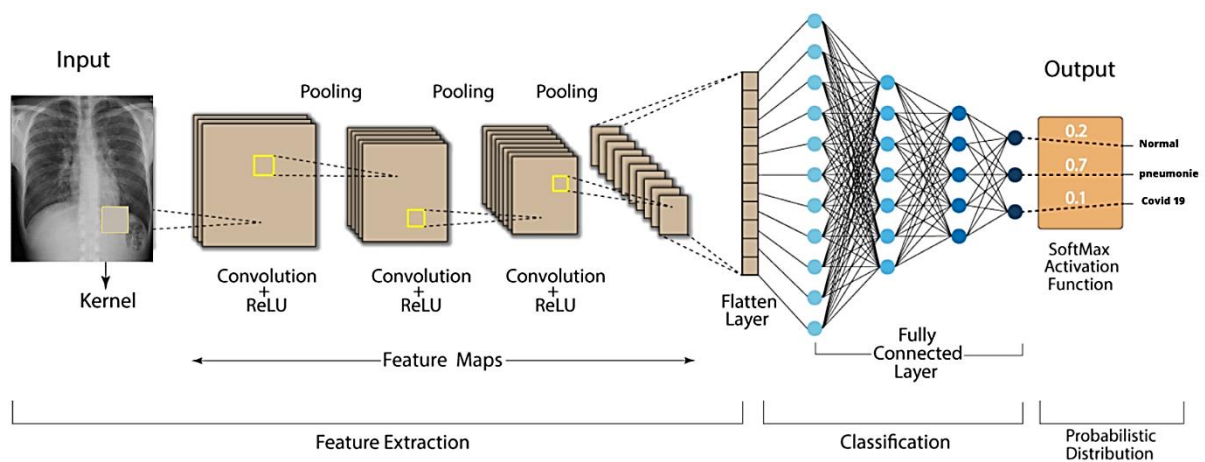 Input
Kernel
Pooling
Pooling
Pooling
Convolution
+
ReLU
Convolution
+
ReLU
Convolution
+
ReLU
Feature Maps
Flatten
Layer
Fully
Connected
Layer
Output
0.2
Normal
0.7
pneumonie
0.1
Covid 19
SoftMax
Activation
Function
Feature Extraction
Classification
Probabilistic
Distribution